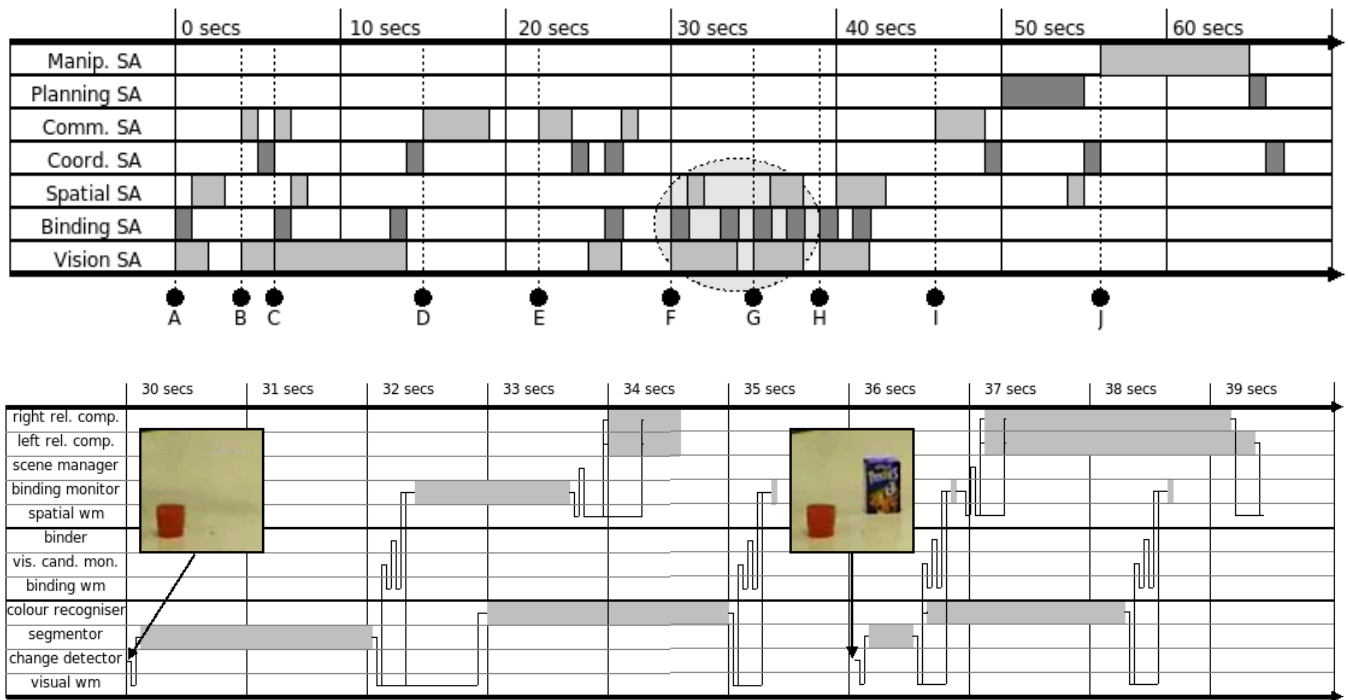 0 secs 10 secs 20 secs 30 secs 40 secs 50 secs 60 secs
Manip. SA
Planning SA
Comm. SA
Coord. SA
Spatial SA
Binding SA
Vision SA
A B C D E F G H I J
30 secs 31 secs 32 secs 33 secs 34 secs 35 secs 36 secs 37 secs 38 secs 39 secs
right rel. comp.
left rel. comp.
scene manager
binding monitor
spatial wm
binder
vis. cand. mon.
binding wm
colour recogniser
segmentor
change detector
visual wm